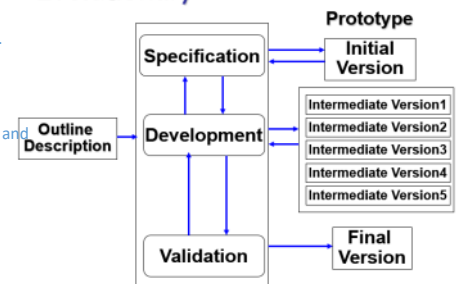 Prototype
Specification
Initial
Version
and
Outline
Description
Development
Intermediate Version1
Intermediate Version2
Intermediate Version3
Intermediate Version4
Intermediate Version5
Validation
Final
Version